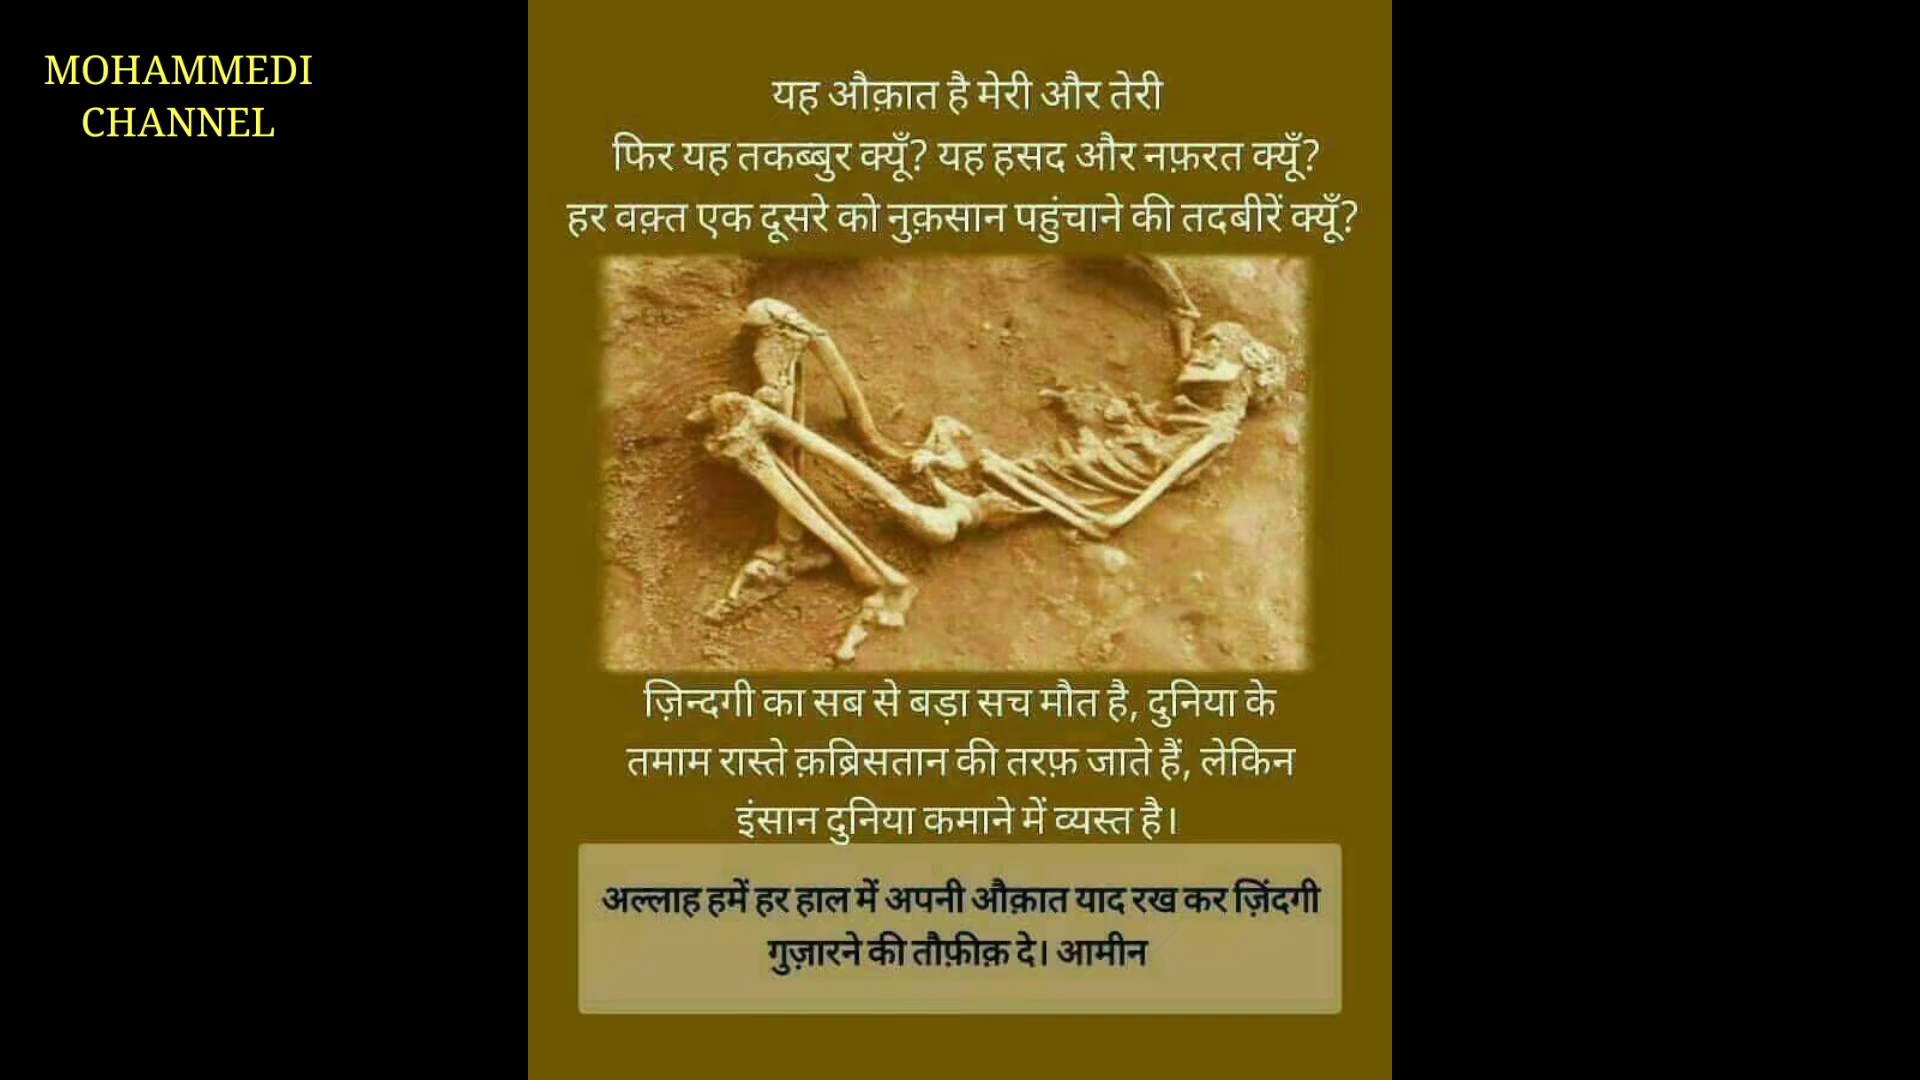 MOHAMMEDI
CHANNEL
यह औक़ात है मेरी और तेरी
फिर यह तकब्बुर क्यूँ? यह हसद और नफ़रत क्यूँ?
हर वक़्त एक दूसरे को नुक़सान पहुंचाने की तदबीरें क्यूँ?
ज़िन्दगी का सब से बड़ा सच मौत है, दुनिया के
तमाम रास्ते क़ब्रिसतान की तरफ़ जाते हैं, लेकिन
इंसान दुनिया कमाने में व्यस्त है।
अल्लाह हमें हर हाल में अपनी औक़ात याद रख कर ज़िंदगी
गुज़ारने की तौफ़ीक़ दे। आमीन